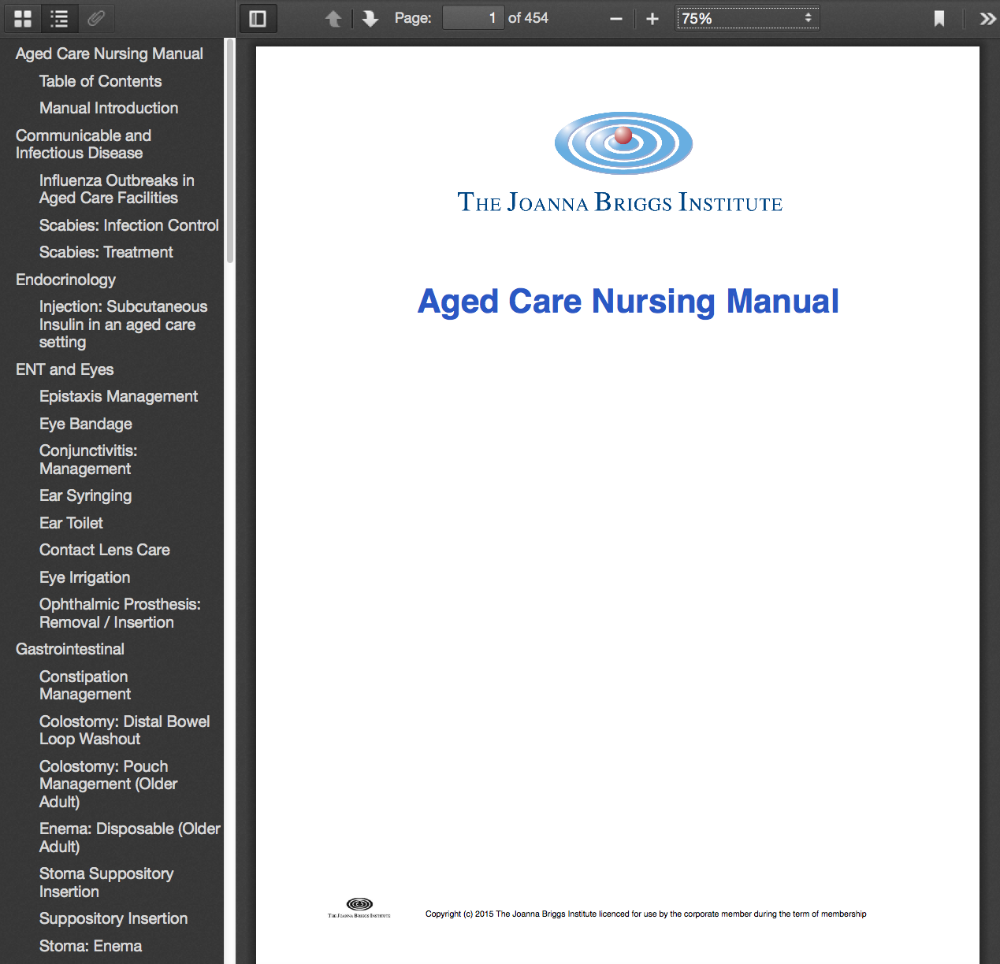 Page: 1 of 454
75%
Aged Care Nursing Manual
Table of Contents
Manual Introduction
Communicable and
Infectious Disease
Influenza Outbreaks in
Aged Care Facilities
Scabies: Infection Control
Scabies: Treatment
Endocrinology
Injection: Subcutaneous
Insulin in an aged care
setting
ENT and Eyes
Epistaxis Management
Eye Bandage
Conjunctivitis:
Management
Ear Syringing
Ear Toilet
Contact Lens Care
Eye Irrigation
Ophthalmic Prosthesis:
Removal / Insertion
Gastrointestinal
Constipation
Management
Colostomy: Distal Bowel
Loop Washout
Colostomy: Pouch
Management (Older
Adult)
Enema: Disposable (Older
Adult)
Stoma Suppository
Insertion
Suppository Insertion
Stoma: Enema
THE JOANNA BRIGGS INSTITUTE
Aged Care Nursing Manual
THE JOANNA BRIGGS INSTITUTE
Copyright (c) 2015 The Joanna Briggs Institute licenced for use by the corporate member during the term of membership